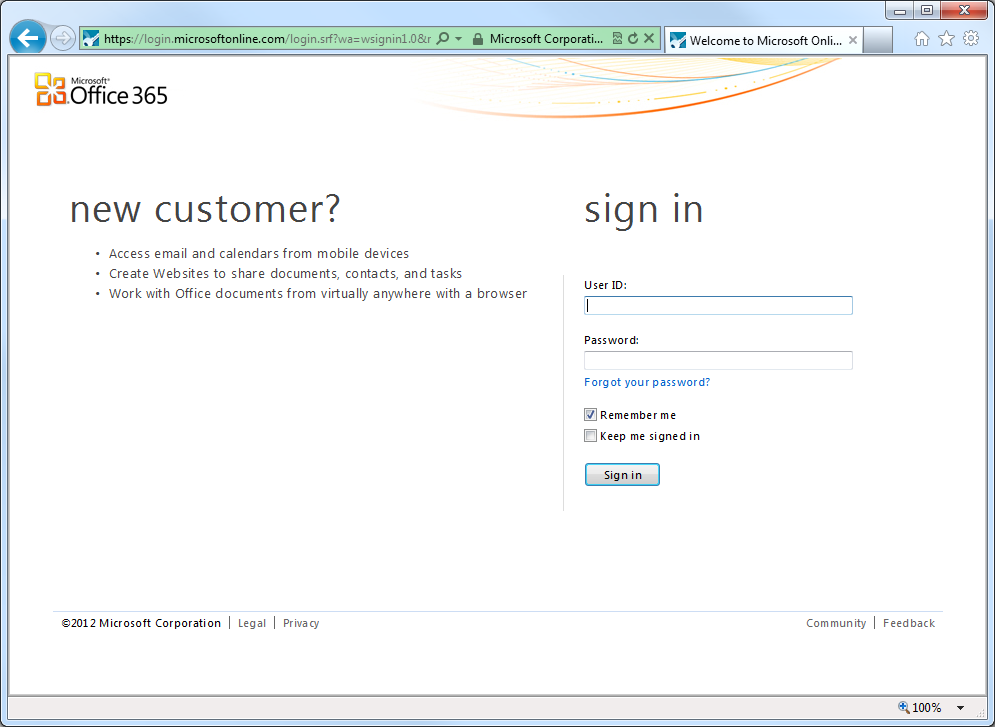 https://login.microsoftonline.com/login.srf?wa=wsignin1.0&r
Microsoft Corporati...
Welcome to Microsoft Onli...
Microsoft®
Office 365
new customer?
• Access email and calendars from mobile devices
• Create Websites to share documents, contacts, and tasks
• Work with Office documents from virtually anywhere with a browser
sign in
User ID:
Password:
Forgot your password?
Remember me
Keep me signed in
Sign in
©2012 Microsoft Corporation | Legal | Privacy
Community | Feedback
100%